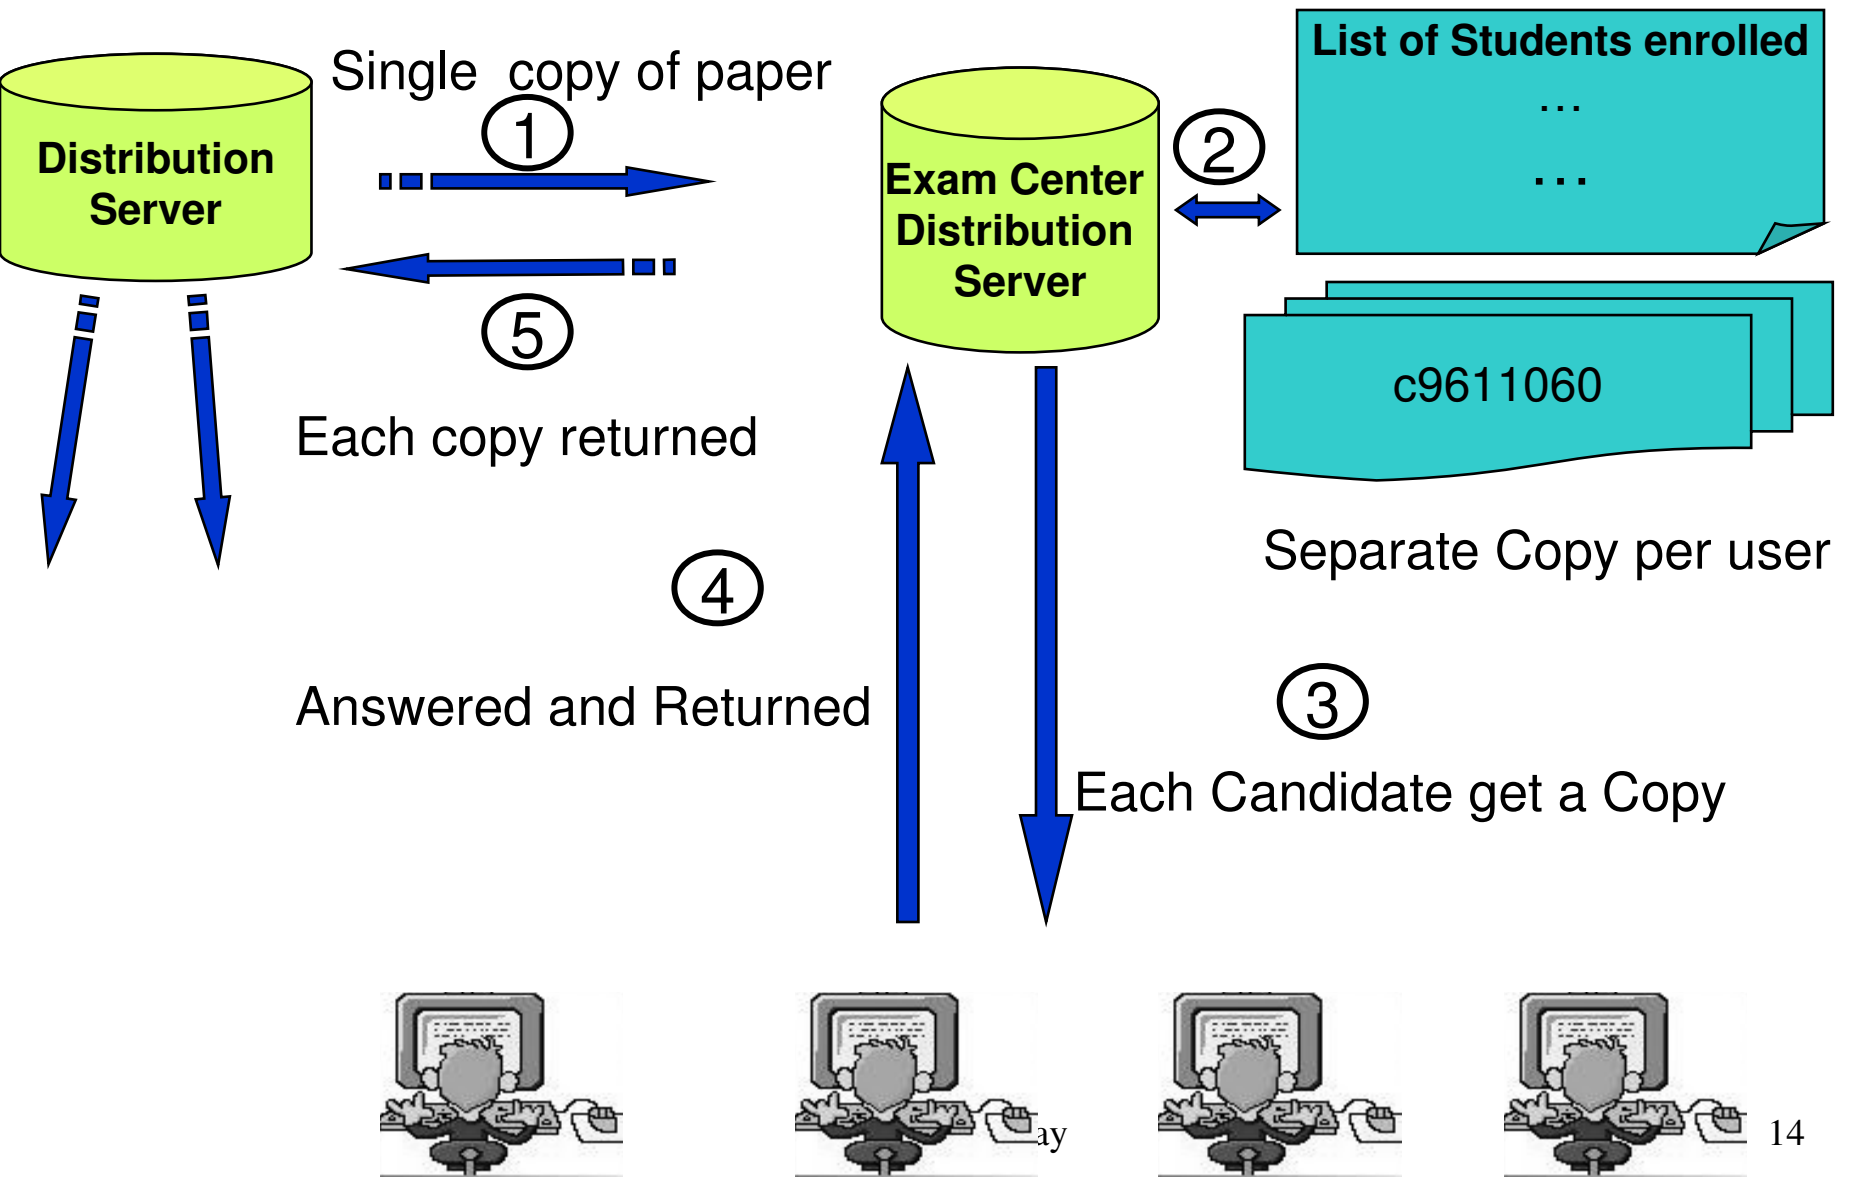 Single copy of paper
1
Distribution
Server
5
Each copy returned
Exam Center
Distribution
Server
2
List of Students enrolled
...
...
c9611060
Separate Copy per user
4
Answered and Returned
3
Each Candidate get a Copy
14